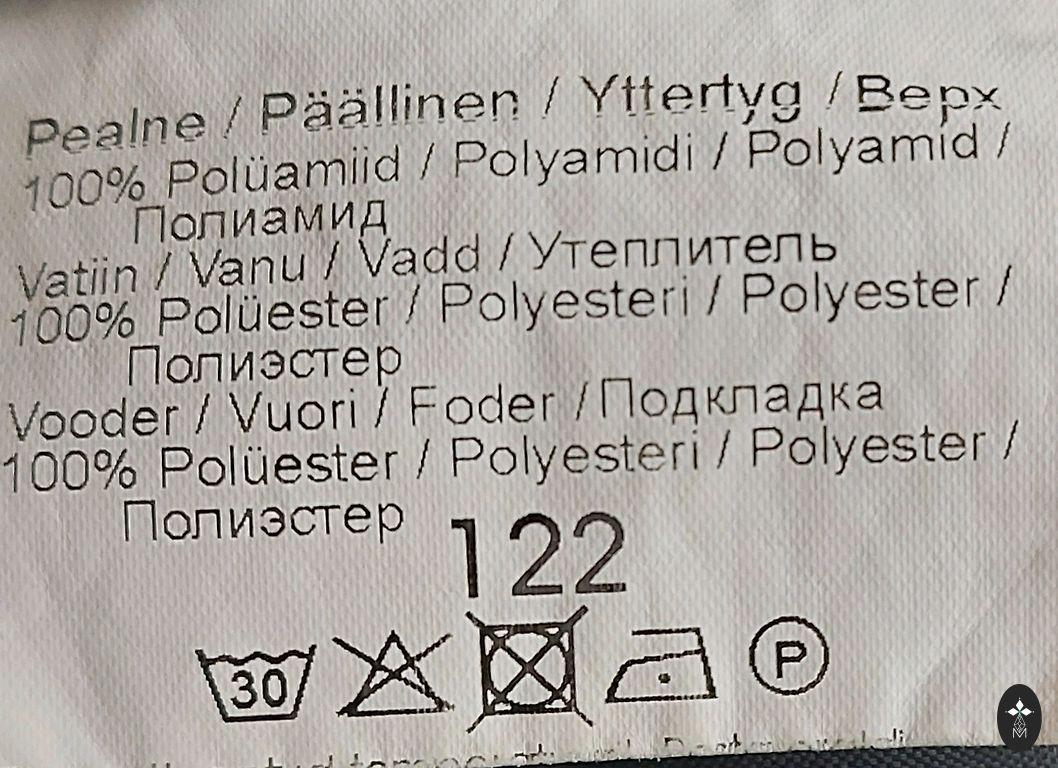 Pealne / Päällinen / Yttertyg / Верх
100% Polüamiid / Polyamidi / Polyamid /
Полиамид
Vatiin / Vanu / Vadd / Утеплитель
100% Polüester / Polyesteri / Polyester /
Полиэстер
Vooder / Vuori / Foder / Подкладка
100% Polüester / Polyesteri / Polyester /
Полиэстер
122
30
P
M